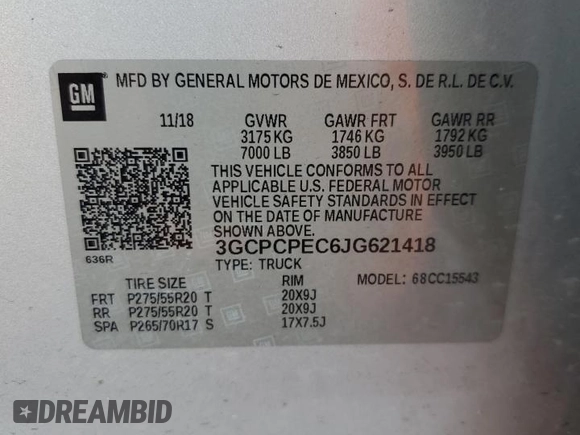 GM ® MFD BY GENERAL MOTORS DE MEXICO, S. DE R.L. DE C.V.
11/18 GVWR GAWR FRT GAWR RR
3175 KG 1746 KG 1792 KG
7000 LB 3850 LB 3950 LB
THIS VEHICLE CONFORMS TO ALL
APPLICABLE U.S. FEDERAL MOTOR
VEHICLE SAFETY STANDARDS IN EFFECT
ON THE DATE OF MANUFACTURE
SHOWN ABOVE.
636R 3GCPCPEC6JG621418
TYPE: TRUCK MODEL: 68CC15543
TIRE SIZE RIM
FRT P275/55R20 T 20X9J
RR P275/55R20 T 20X9J
SPA P265/70R17 S 17X7.5J
DREAMBID